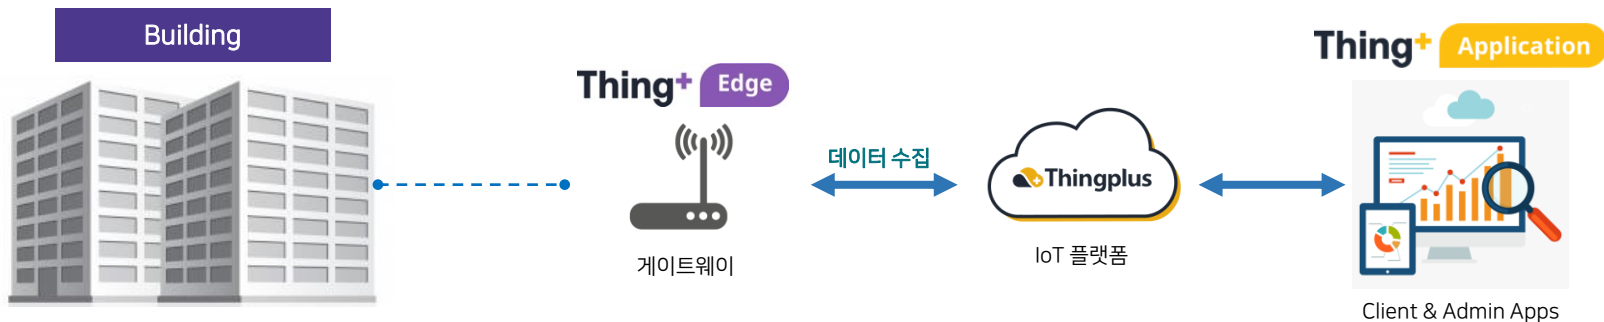 Building
Thing+ Edge
데이터 수집
게이트웨이
Thingplus
IoT 플랫폼
Thing+ Application
Client & Admin Apps